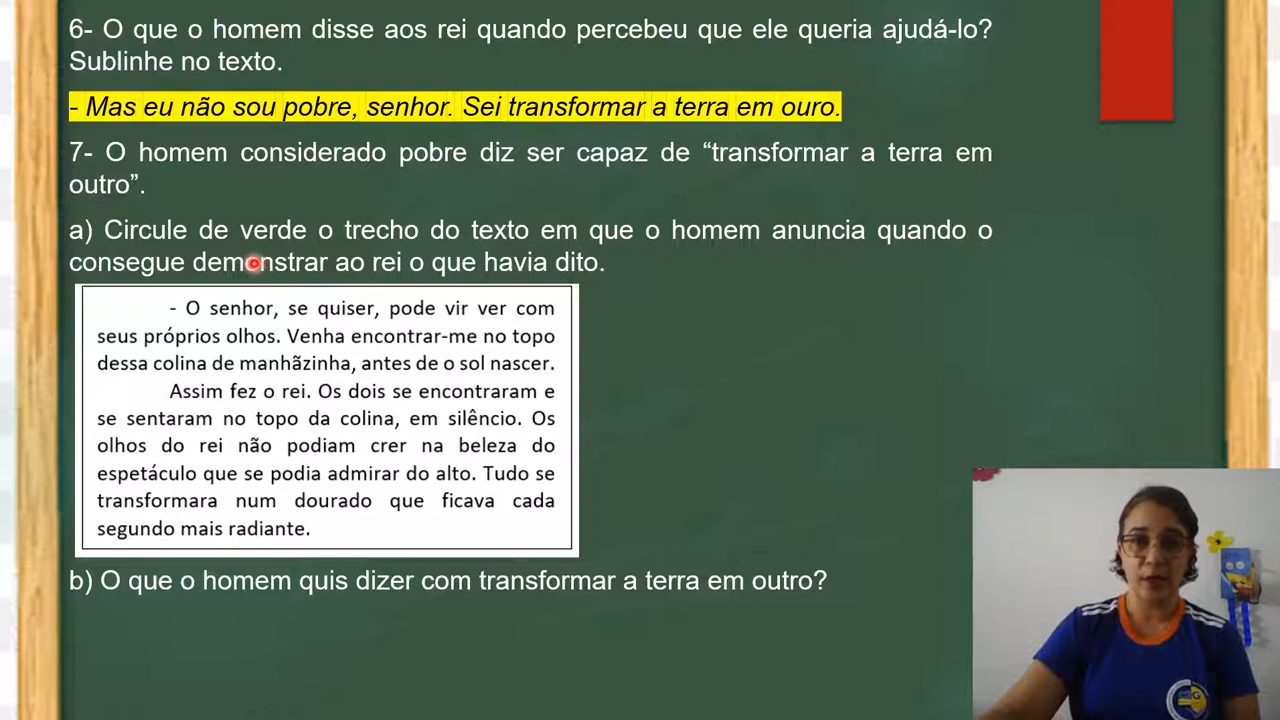 6- O que o homem disse aos rei quando percebeu que ele queria ajudá-lo?
Sublinhe no texto.
- Mas eu não sou pobre, senhor. Sei transformar a terra em ouro.
7- O homem considerado pobre diz ser capaz de “transformar a terra em
outro”.
a) Circule de verde o trecho do texto em que o homem anuncia quando o
consegue demonstrar ao rei o que havia dito.
- O senhor, se quiser, pode vir ver com
seus próprios olhos. Venha encontrar-me no topo
dessa colina de manhãzinha, antes de o sol nascer.
Assim fez o rei. Os dois se encontraram e
se sentaram no topo da colina, em silêncio. Os
olhos do rei não podiam crer na beleza do
espetáculo que se podia admirar do alto. Tudo se
transformara num dourado que ficava cada
segundo mais radiante.
b) O que o homem quis dizer com transformar a terra em outro?